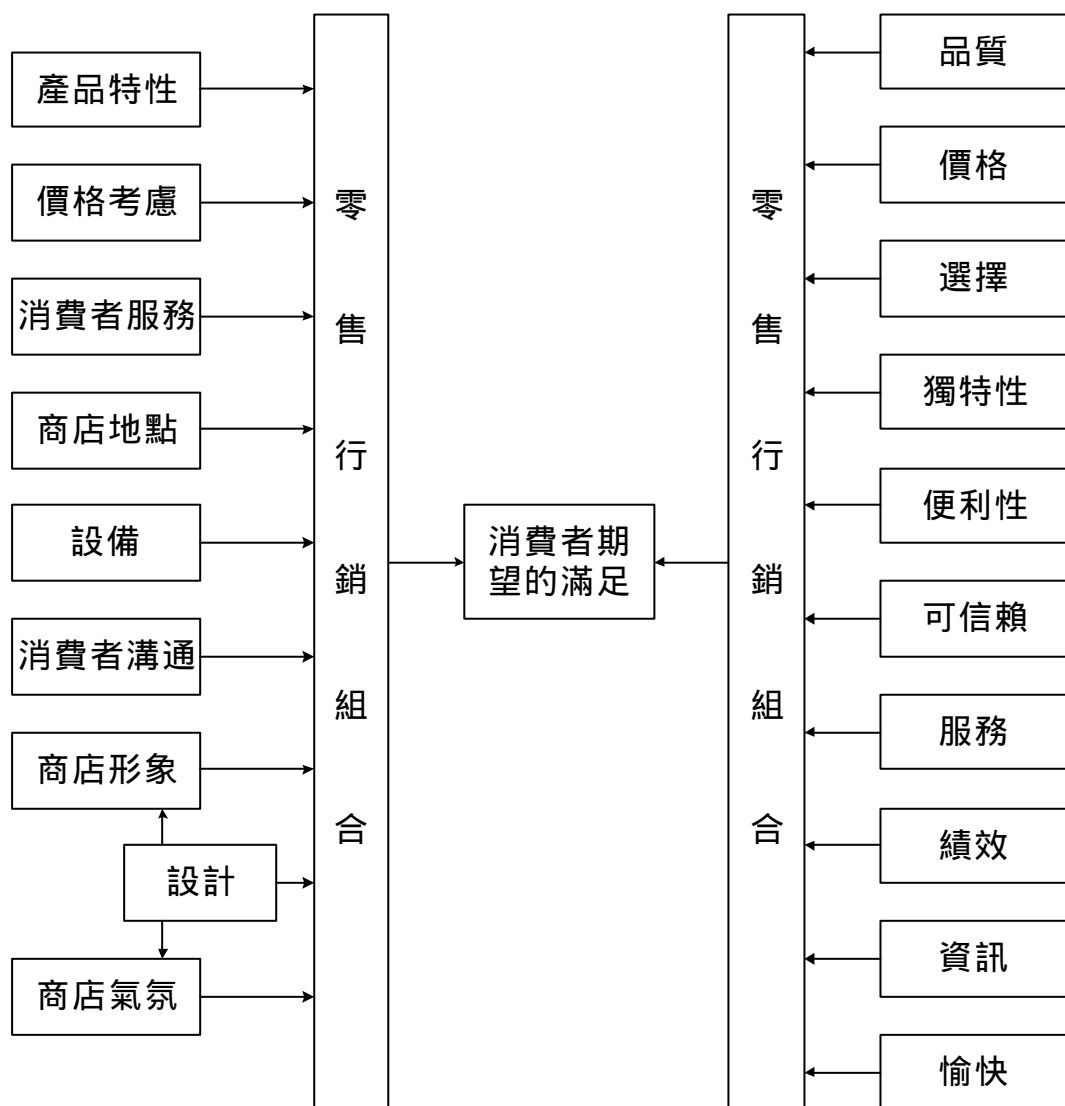 產品特性
價格考慮
消費者服務
商店地點
設備
消費者溝通
商店形象
設計
商店氣氛
零售行銷組合
消費者期
望的滿足
零售行銷組合
品質
價格
選擇
獨特性
便利性
可信賴
服務
績效
資訊
愉快